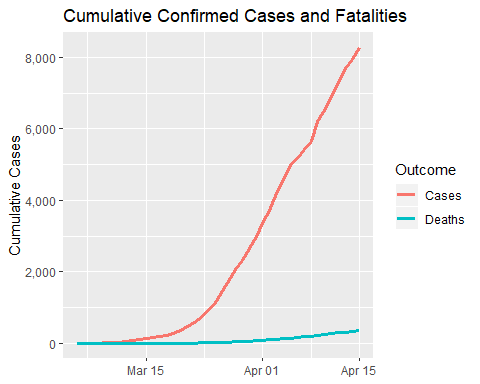 Cumulative Confirmed Cases and Fatalities
Cumulative Cases
8,000
6,000
4,000
2,000
0
Mar 15
Apr 01
Apr 15
Outcome
Cases
Deaths